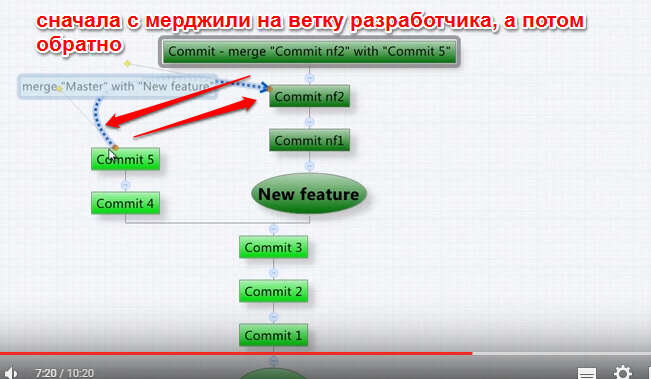 сначала с мерджили на ветку разработчика, а потом
обратно
Commit - merge "Commit nf2" with "Commit 5"
merge "Master" with "New feature"
Commit nf2
Commit nf1
Commit 5
New feature
Commit 4
Commit 3
Commit 2
Commit 1
7:20 / 10:20